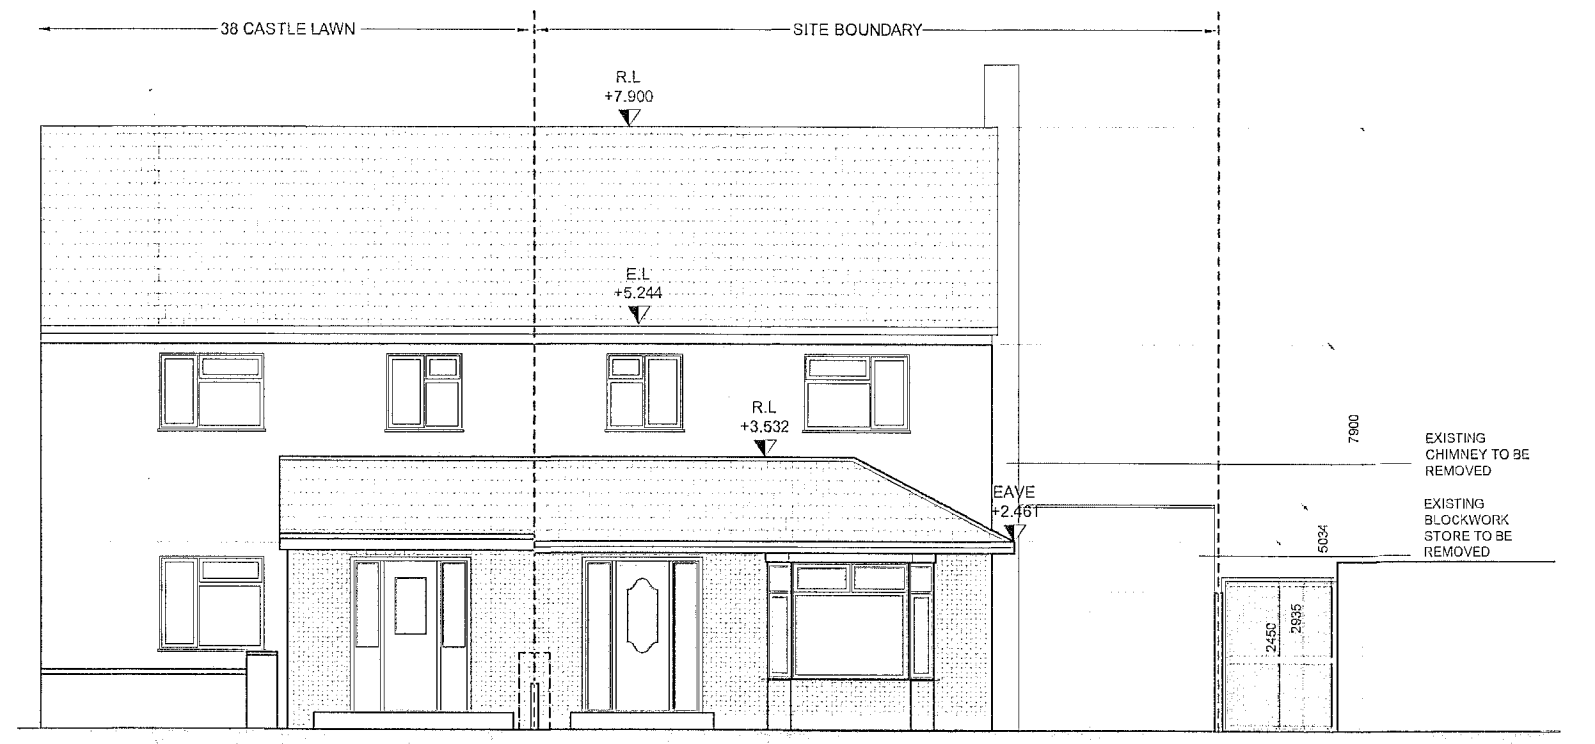 38 CASTLE LAWN
SITE BOUNDARY
R.L
+7.900
E.L
+5.244
R.L
+3.532
EAVE
+2.461
7900
5034
2935
2450
EXISTING
CHIMNEY TO BE
REMOVED
EXISTING
BLOCKWORK
STORE TO BE
REMOVED